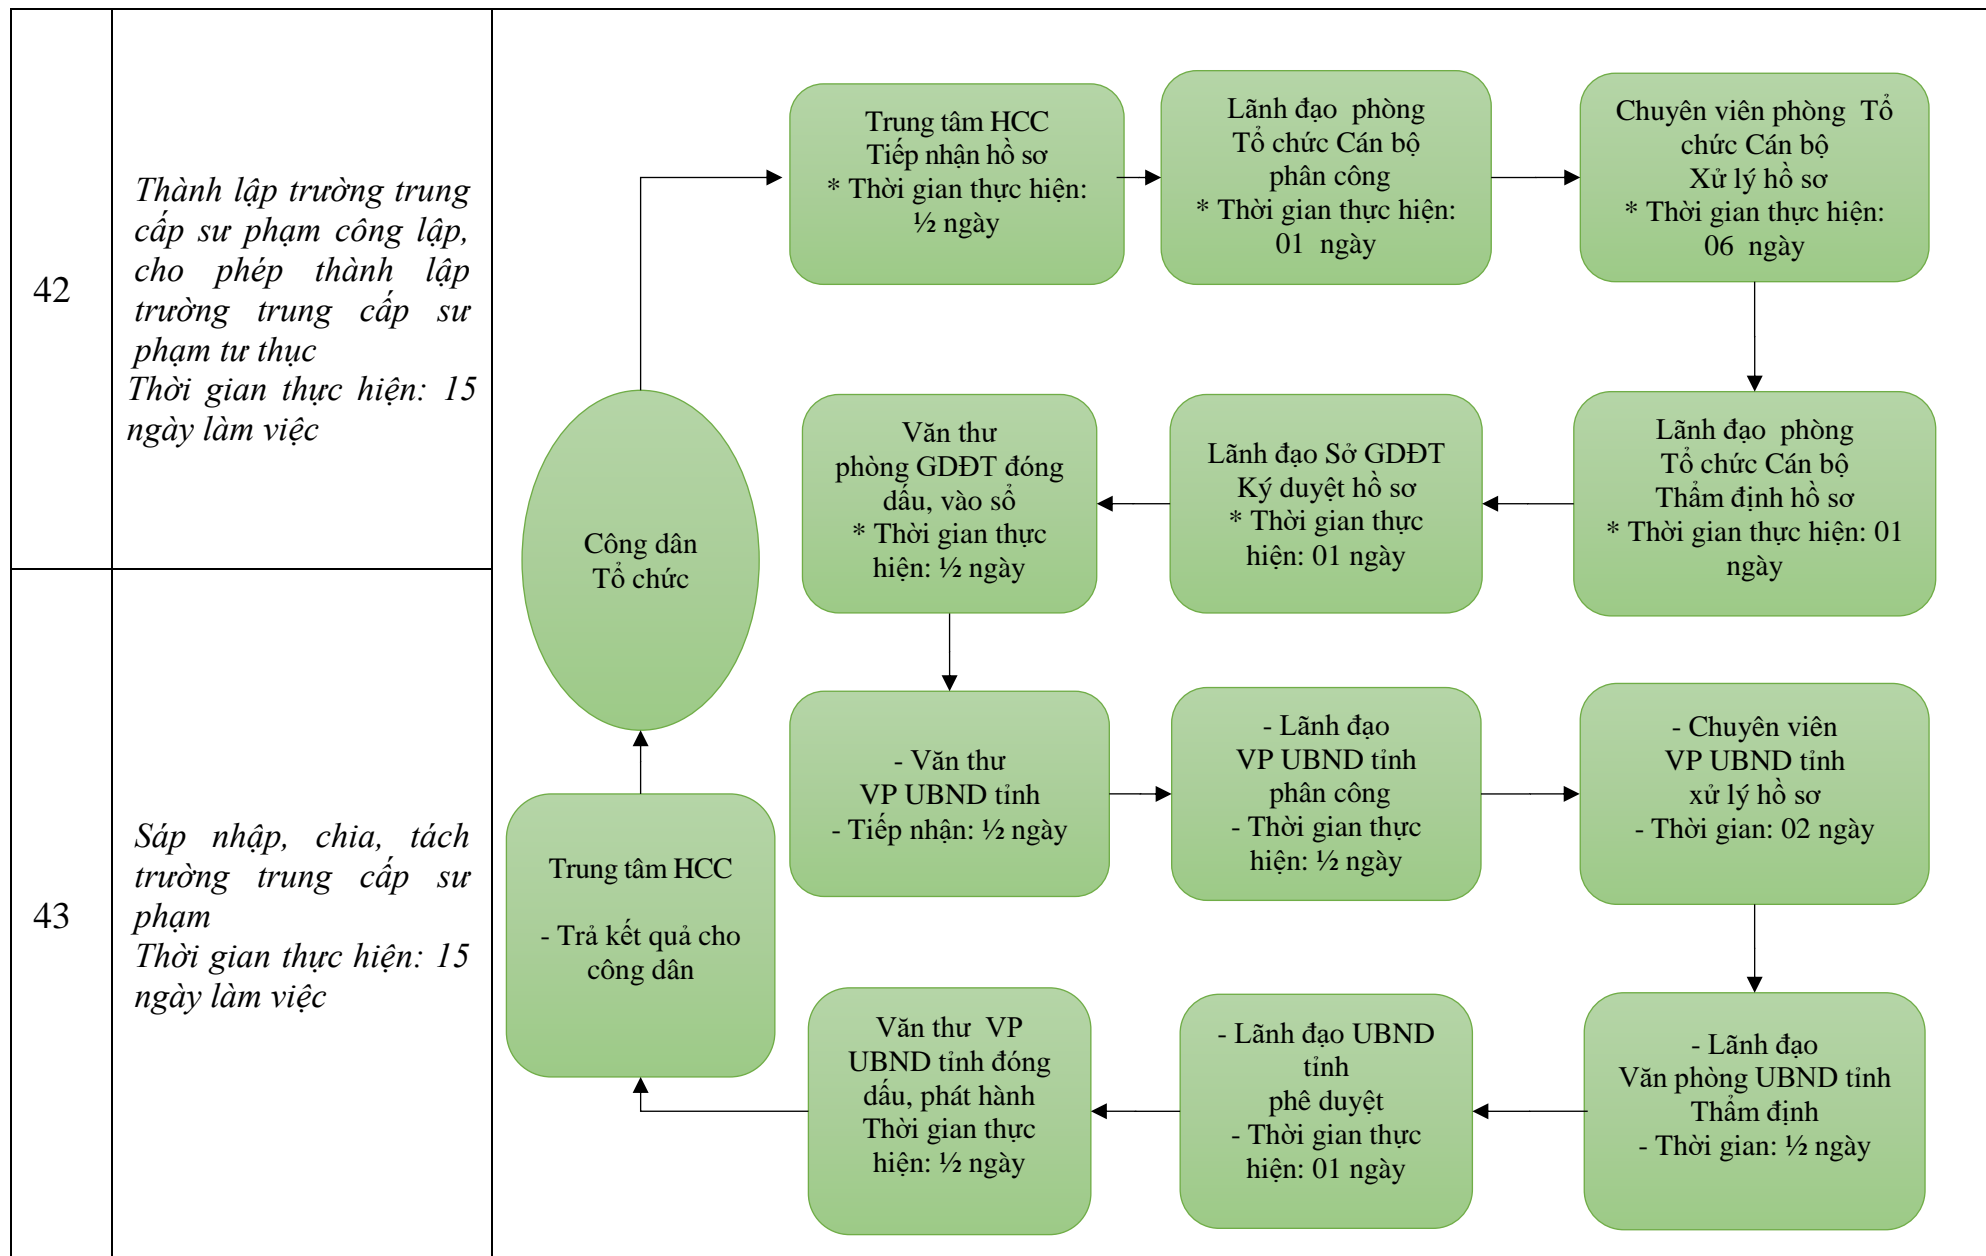 42
Thành lập trường trung
cấp sư phạm công lập,
cho phép thành lập
trường trung cấp sư
phạm tư thục
Thời gian thực hiện: 15
ngày làm việc
43
Sáp nhập, chia, tách
trường trung cấp sư
phạm
Thời gian thực hiện: 15
ngày làm việc
Công dân
Tổ chức
Trung tâm HCC
Tiếp nhận hồ sơ
* Thời gian thực hiện:
½ ngày
Lãnh đạo phòng
Tổ chức Cán bộ
phân công
* Thời gian thực hiện:
01 ngày
Chuyên viên phòng Tổ
chức Cán bộ
Xử lý hồ sơ
* Thời gian thực hiện:
06 ngày
Lãnh đạo phòng
Tổ chức Cán bộ
Thẩm định hồ sơ
* Thời gian thực hiện: 01
ngày
Lãnh đạo Sở GDĐT
Ký duyệt hồ sơ
* Thời gian thực
hiện: 01 ngày
Văn thư
phòng GDĐT đóng
dấu, vào sổ
* Thời gian thực
hiện: ½ ngày
- Văn thư
VP UBND tỉnh
- Tiếp nhận: ½ ngày
- Lãnh đạo
VP UBND tỉnh
phân công
- Thời gian thực
hiện: ½ ngày
- Chuyên viên
VP UBND tỉnh
xử lý hồ sơ
- Thời gian: 02 ngày
- Lãnh đạo
Văn phòng UBND tỉnh
Thẩm định
- Thời gian: ½ ngày
- Lãnh đạo UBND
tỉnh
phê duyệt
- Thời gian thực
hiện: 01 ngày
Văn thư VP
UBND tỉnh đóng
dấu, phát hành
Thời gian thực
hiện: ½ ngày
Trung tâm HCC
- Trả kết quả cho
công dân